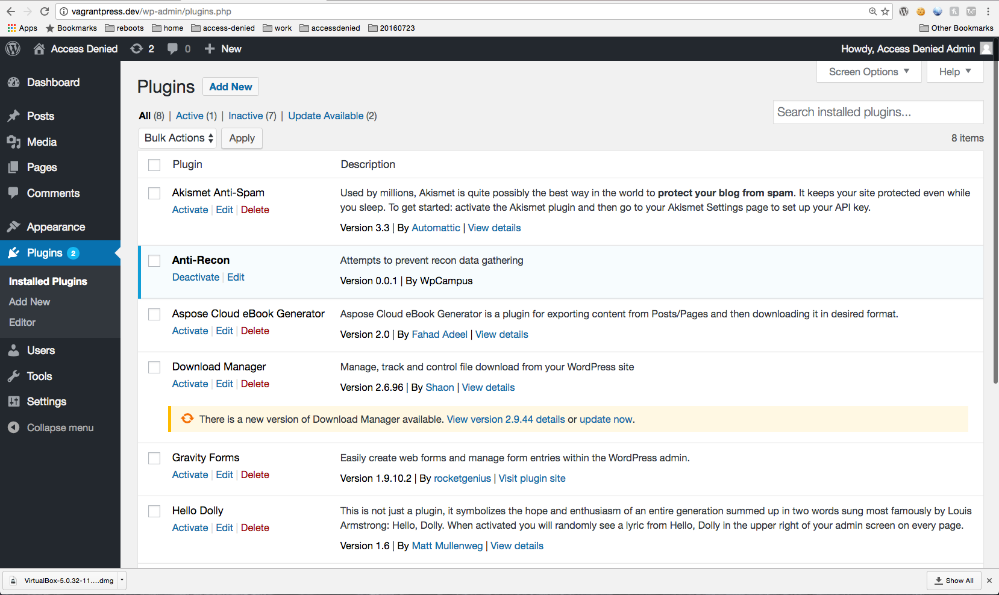 vagrantpress.dev/wp-admin/plugins.php
Apps Bookmarks reboots home access-denied work accessdenied 20160723 Other Bookmarks
Access Denied 2 0 New Howdy, Access Denied Admin
Dashboard
Posts
Media
Pages
Comments
Appearance
Plugins 2
Installed Plugins
Add New
Editor
Users
Tools
Settings
Collapse menu
Screen Options Help
Plugins Add New
All (8) | Active (1) | Inactive (7) | Update Available (2)
Search installed plugins...
Bulk Actions Apply
8 items
Plugin Description
Akismet Anti-Spam
Activate | Edit | Delete
Used by millions, Akismet is quite possibly the best way in the world to protect your blog from spam. It keeps your site protected even while
you sleep. To get started: activate the Akismet plugin and then go to your Akismet Settings page to set up your API key.
Version 3.3 | By Automattic | View details
Anti-Recon
Deactivate | Edit
Attempts to prevent recon data gathering
Version 0.0.1 | By WpCampus
Aspose Cloud eBook Generator
Activate | Edit | Delete
Aspose Cloud eBook Generator is a plugin for exporting content from Posts/Pages and then downloading it in desired format.
Version 2.0 | By Fahad Adeel | View details
Download Manager
Activate | Edit | Delete
Manage, track and control file download from your WordPress site
Version 2.6.96 | By Shaon | View details
There is a new version of Download Manager available. View version 2.9.44 details or update now.
Gravity Forms
Activate | Edit | Delete
Easily create web forms and manage form entries within the WordPress admin.
Version 1.9.10.2 | By rocketgenius | Visit plugin site
Hello Dolly
Activate | Edit | Delete
This is not just a plugin, it symbolizes the hope and enthusiasm of an entire generation summed up in two words sung most famously by Louis
Armstrong: Hello, Dolly. When activated you will randomly see a lyric from Hello, Dolly in the upper right of your admin screen on every page.
Version 1.6 | By Matt Mullenweg | View details
VirtualBox-5.0.32-11....dmg
Show All